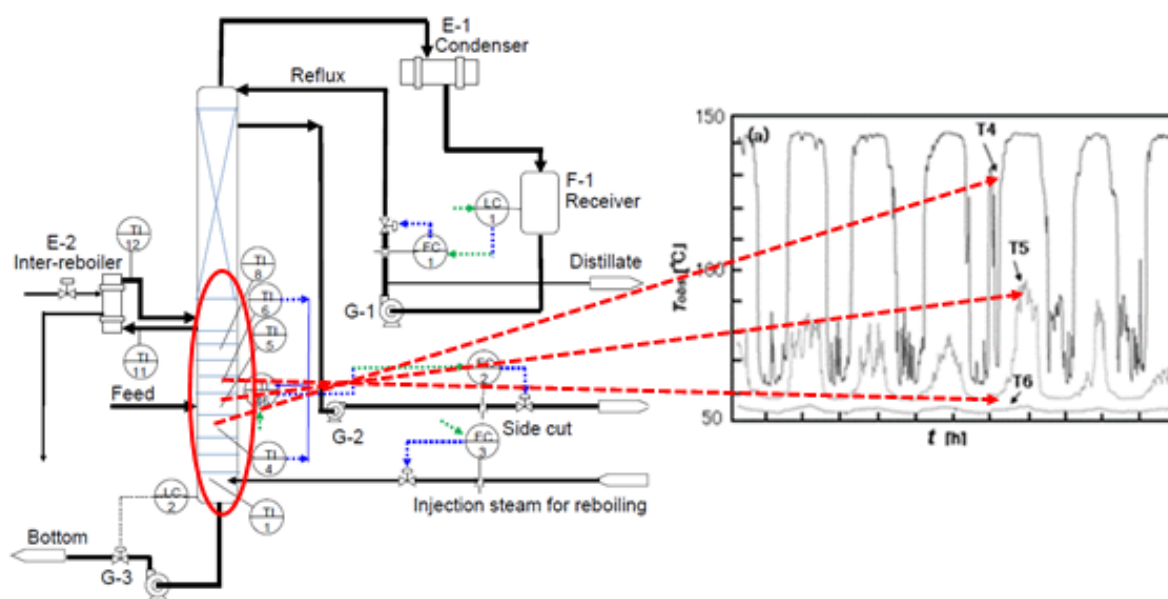 E-1
Condenser
Reflux
F-1
Receiver
LC
1
FC
1
Distillate
G-1
TI
12
E-2
Inter-reboiler
TI
8
TI
6
TI
5
TI
11
Feed
FC
2
G-2
Side cut
FC
3
TI
4
Injection steam for reboiling
LC
2
TI
1
Bottom
G-3
150
(a)
T4
T5
100
[℃]
T6
50
t [h]